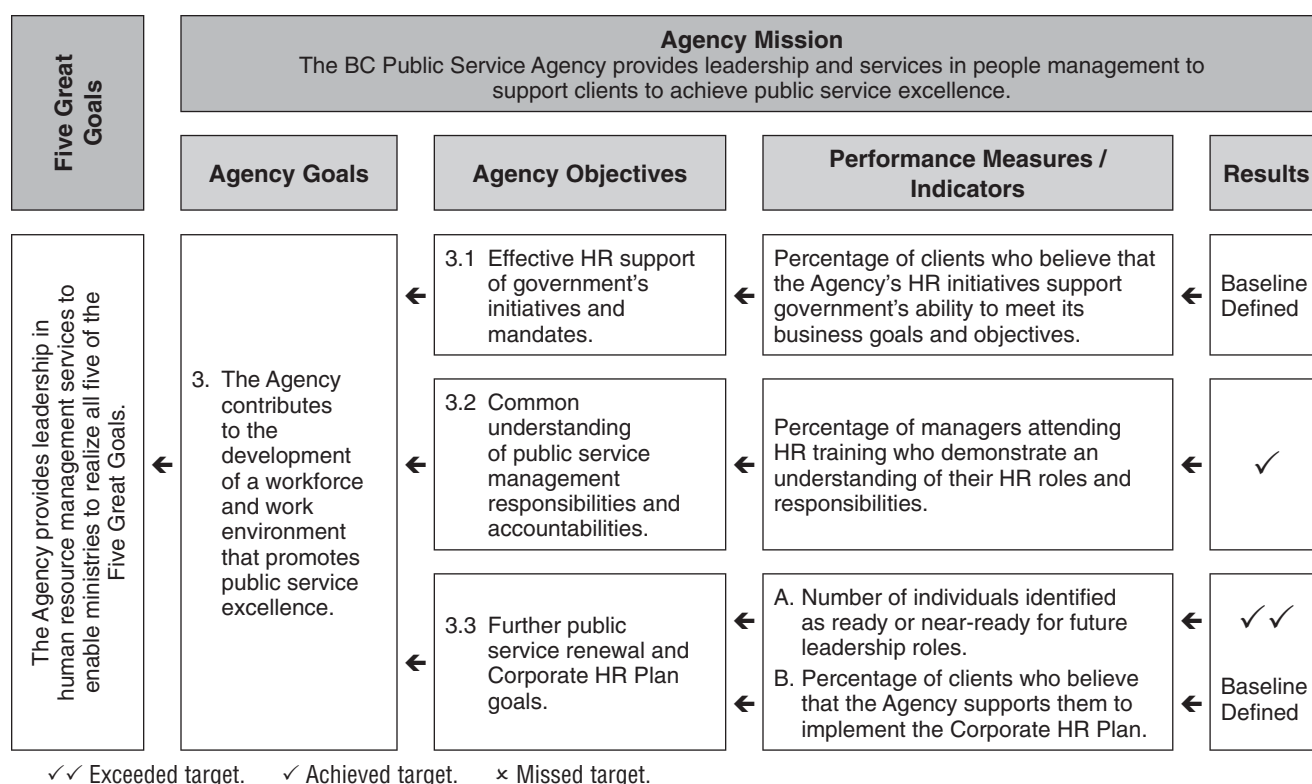 Five Great
Goals
Agency Mission
The BC Public Service Agency provides leadership and services in people management to
support clients to achieve public service excellence.
Agency Goals
Agency Objectives
Performance Measures /
Indicators
Results
The Agency provides leadership in
human resource management services to
enable ministries to realize all five of the
Five Great Goals.
3. The Agency
contributes
to the
development
of a workforce
and work
environment
that promotes
public service
excellence.
3.1 Effective HR support
of government’s
initiatives and
mandates.
Percentage of clients who believe that
the Agency’s HR initiatives support
government’s ability to meet its
business goals and objectives.
Baseline
Defined
3.2 Common
understanding
of public service
management
responsibilities and
accountabilities.
Percentage of managers attending
HR training who demonstrate an
understanding of their HR roles and
responsibilities.
✓
3.3 Further public
service renewal and
Corporate HR Plan
goals.
A. Number of individuals identified
as ready or near-ready for future
leadership roles.
✓✓
B. Percentage of clients who believe
that the Agency supports them to
implement the Corporate HR Plan.
Baseline
Defined
✓✓ Exceeded target. ✓ Achieved target. × Missed target.